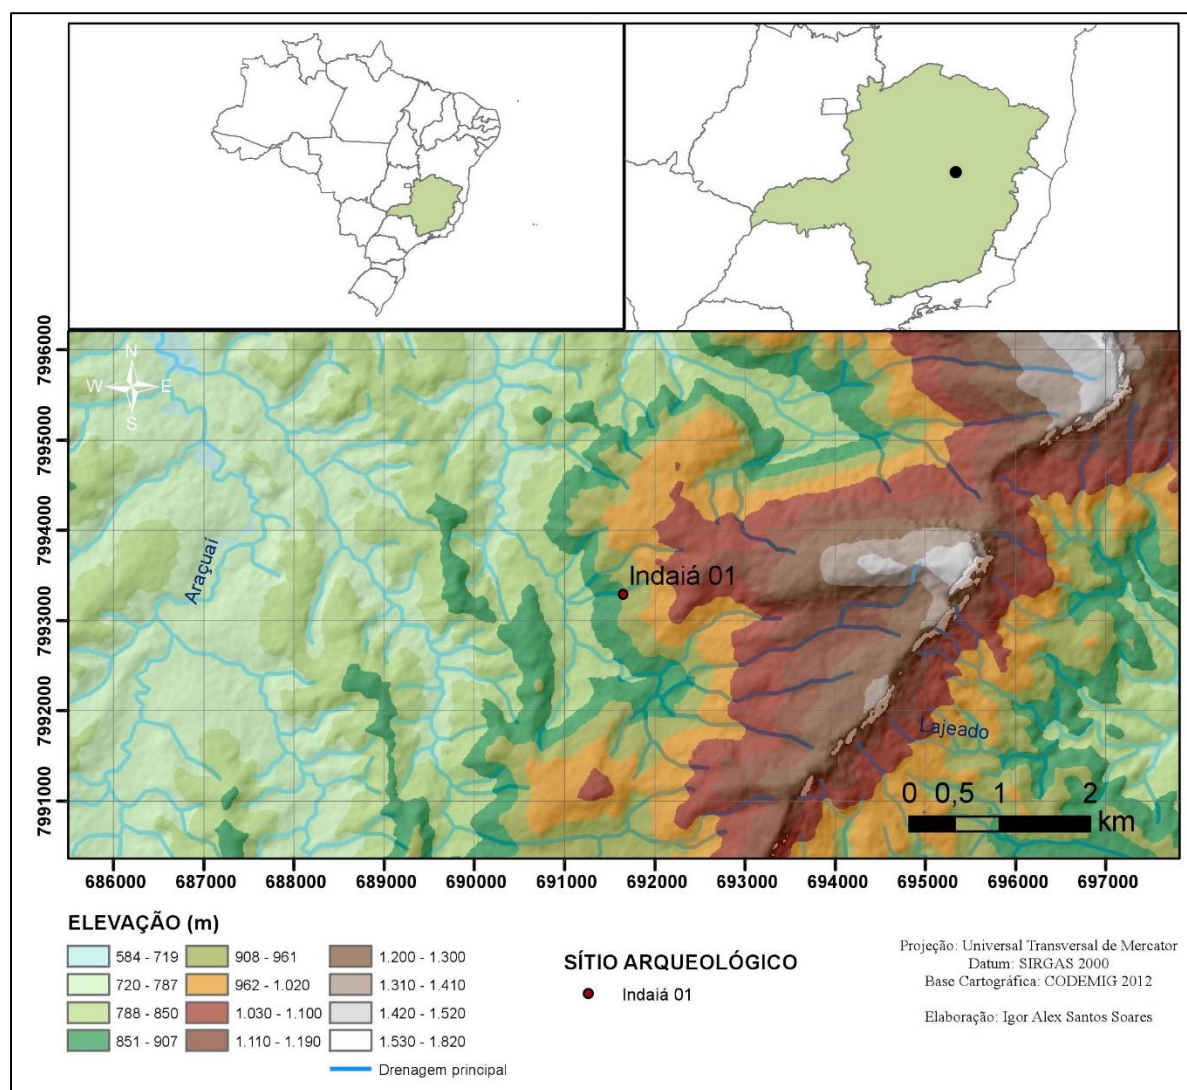 7996000
7995000
7994000
7993000
7992000
7991000
N
W E
S
Araçuaí
Indaiá 01
Lajeado
0 0,5 1 2
km
686000 687000 688000 689000 690000 691000 692000 693000 694000 695000 696000 697000
ELEVAÇÃO (m)
584 - 719
720 - 787
788 - 850
851 - 907
908 - 961
962 - 1.020
1.030 - 1.100
1.110 - 1.190
1.200 - 1.300
1.310 - 1.410
1.420 - 1.520
1.530 - 1.820
Drenagem principal
SÍTIO ARQUEOLÓGICO
Indaiá 01
Projeção: Universal Transversal de Mercator
Datum: SIRGAS 2000
Base Cartográfica: CODEMIG 2012
Elaboração: Igor Alex Santos Soares